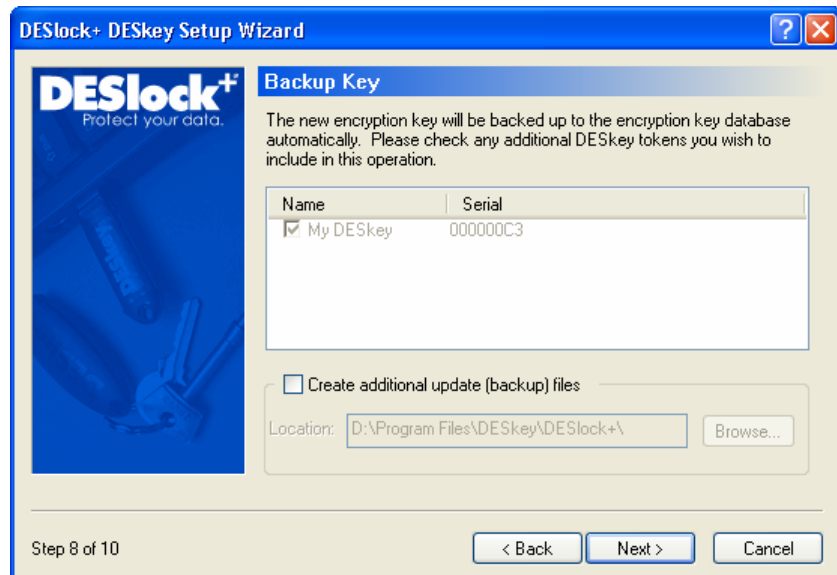 DESlock+ DESkey Setup Wizard
DESlock+
Protect your data.
DESkey
Backup Key
The new encryption key will be backed up to the encryption key database
automatically. Please check any additional DESkey tokens you wish to
include in this operation.
Name Serial
My DESkey 000000C3
Create additional update (backup) files
Location: D:\Program Files\DESkey\DESlock+\ Browse...
Step 8 of 10 < Back Next > Cancel